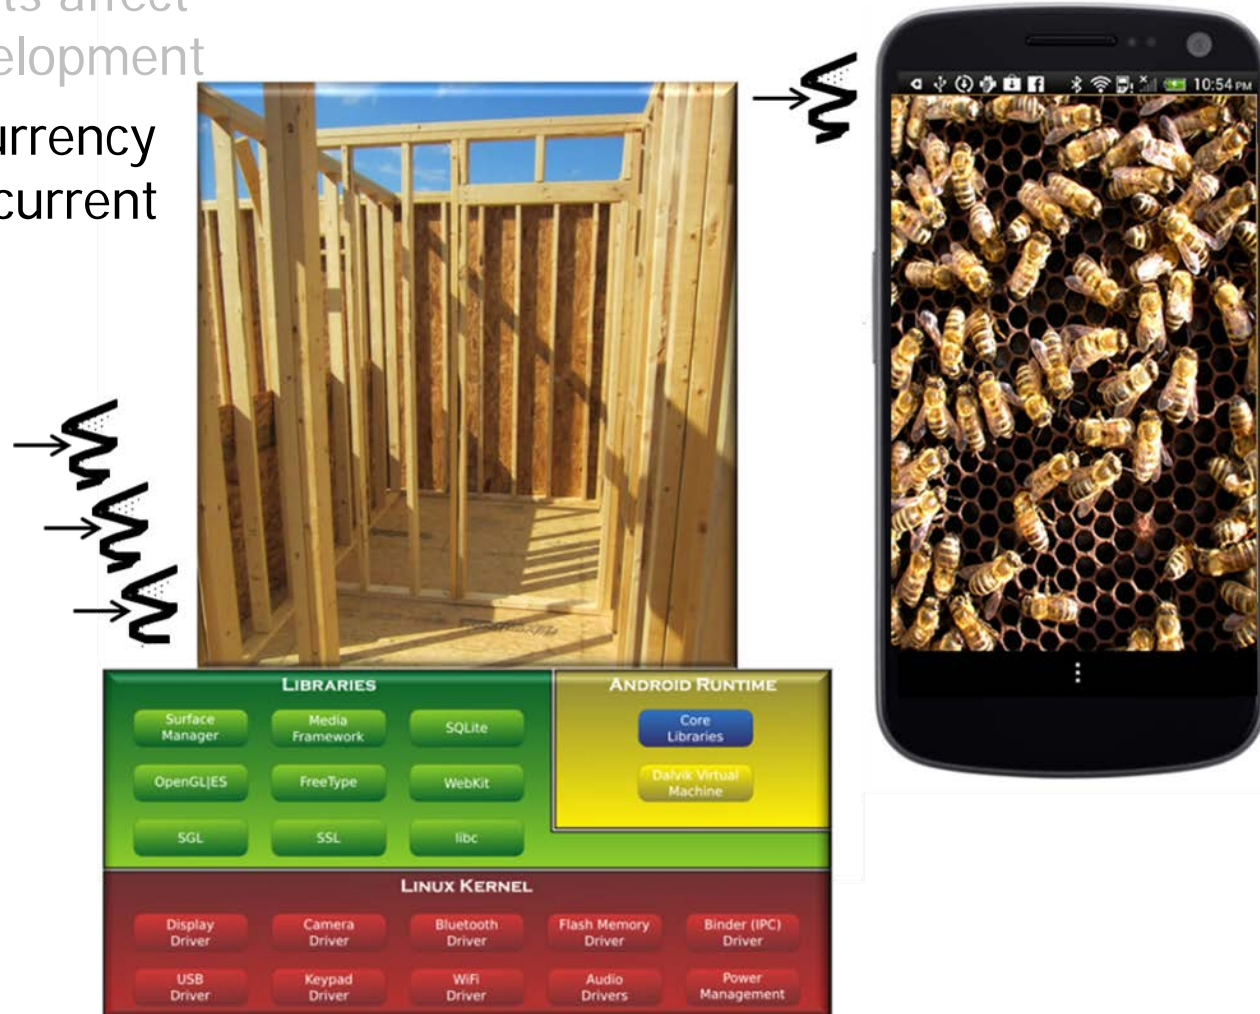 ts affect
elopment
urrency
current
10:54 PM
LIBRARIES
Surface
Manager
Media
Framework
SQLite
OpenGL|ES
FreeType
WebKit
SGL
SSL
libc
ANDROID RUNTIME
Core
Libraries
Dalvik Virtual
Machine
LINUX KERNEL
Display
Driver
Camera
Driver
Bluetooth
Driver
Flash Memory
Driver
Binder (IPC)
Driver
USB
Driver
Keypad
Driver
WiFi
Driver
Audio
Drivers
Power
Management